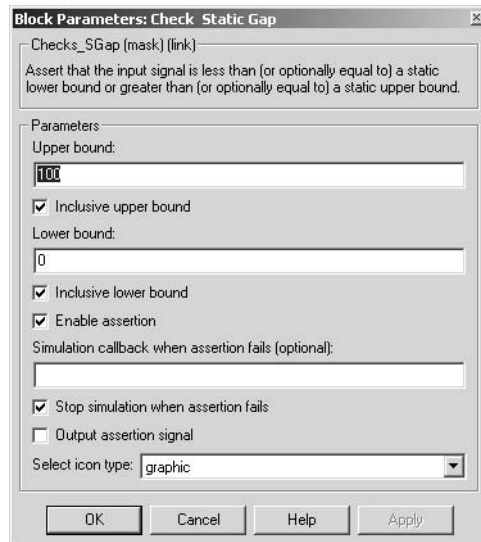 Block Parameters: Check Static Gap
Checks_SGap (mask) (link)
Assert that the input signal is less than (or optionally equal to) a static
lower bound or greater than (or optionally equal to) a static upper bound.
Parameters
Upper bound:
100
Inclusive upper bound
Lower bound:
0
Inclusive lower bound
Enable assertion
Simulation callback when assertion fails (optional):
Stop simulation when assertion fails
Output assertion signal
Select icon type: graphic
OK Cancel Help Apply